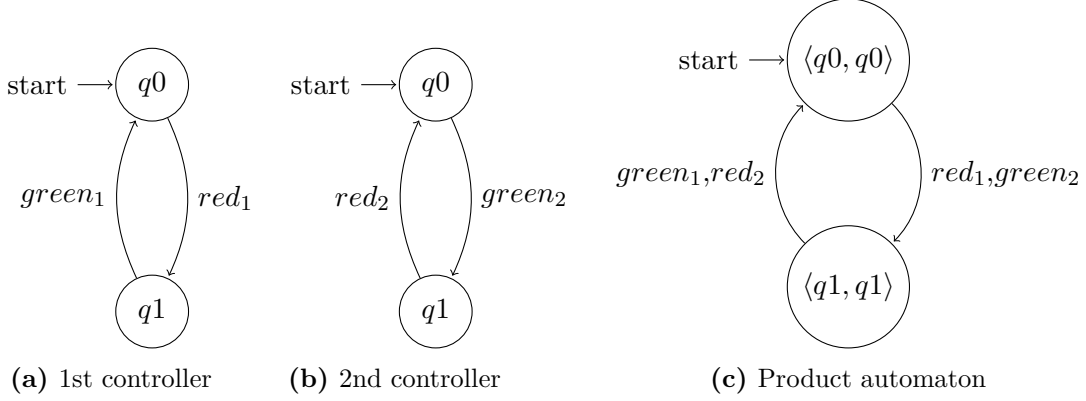 start
q0
green₁
red₁
q1
(a) 1st controller
start
q0
red₂
green₂
q1
(b) 2nd controller
start
⟨q0, q0⟩
green₁,red₂
red₁,green₂
⟨q1, q1⟩
(c) Product automaton